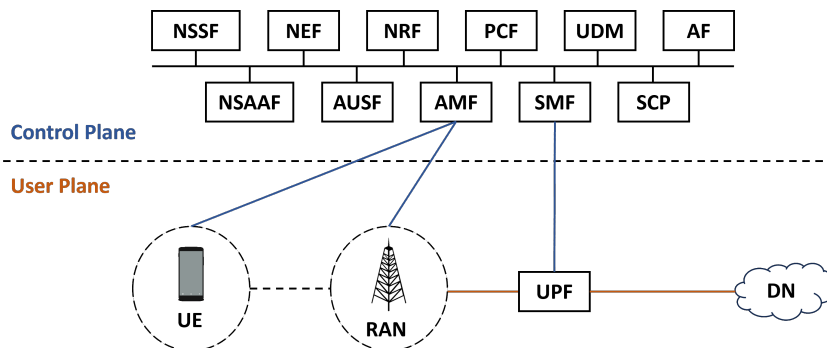 NSSF
NEF
NRF
PCF
UDM
AF
NSAAF
AUSF
AMF
SMF
SCP
Control Plane
User Plane
UE
RAN
UPF
DN